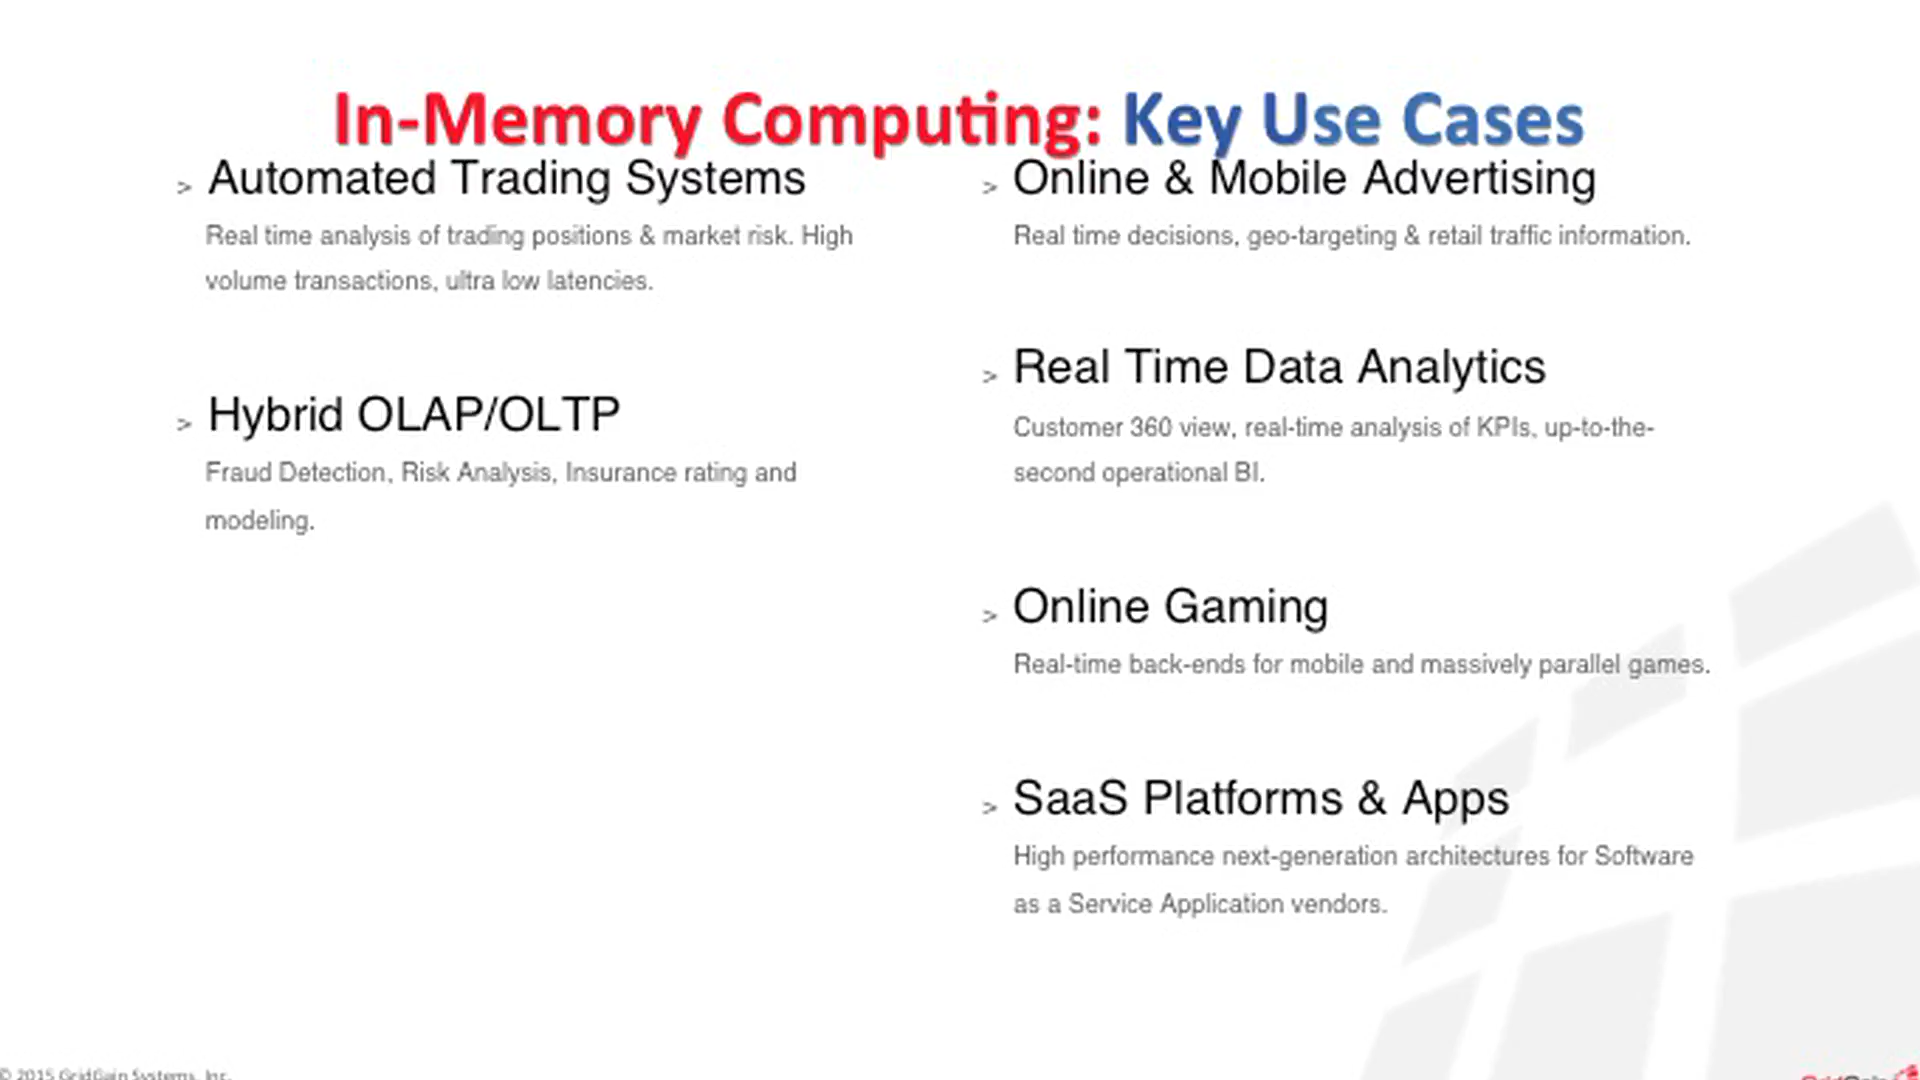 In-Memory Computing: Key Use Cases
> Automated Trading Systems
Real time analysis of trading positions & market risk. High
volume transactions, ultra low latencies.
> Hybrid OLAP/OLTP
Fraud Detection, Risk Analysis, Insurance rating and
modeling.
> Online & Mobile Advertising
Real time decisions, geo-targeting & retail traffic information.
> Real Time Data Analytics
Customer 360 view, real-time analysis of KPIs, up-to-the-
second operational BI.
> Online Gaming
Real-time back-ends for mobile and massively parallel games.
> SaaS Platforms & Apps
High performance next-generation architectures for Software
as a Service Application vendors.
© 2015 GridGain Systems, Inc.